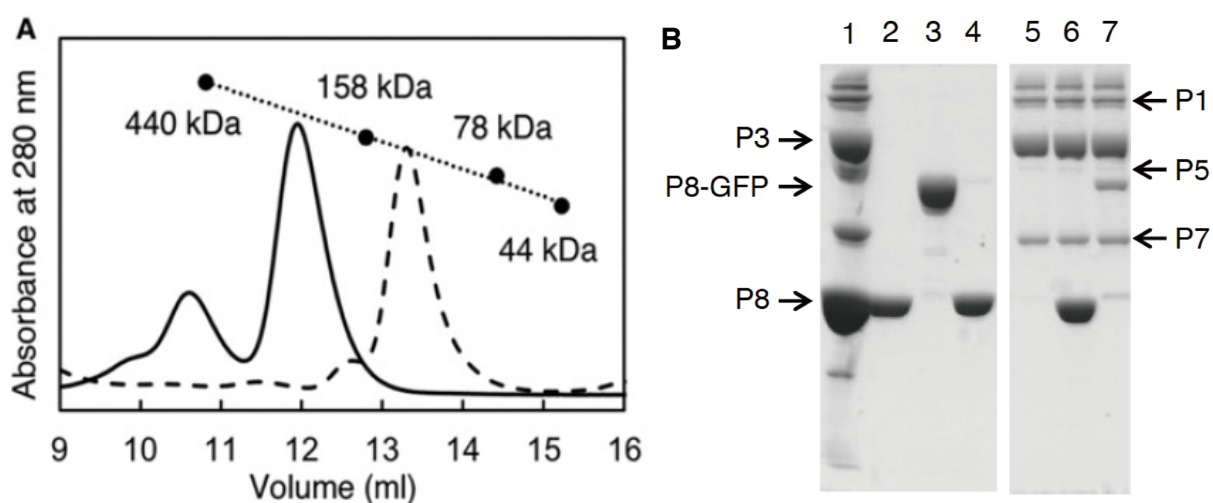 A
Absorbance at 280 nm
440 kDa
158 kDa
78 kDa
44 kDa
9 10 11 12 13 14 15 16
Volume (ml)
B
1 2 3 4 5 6 7
P3
P8-GFP
P8
P1
P5
P7